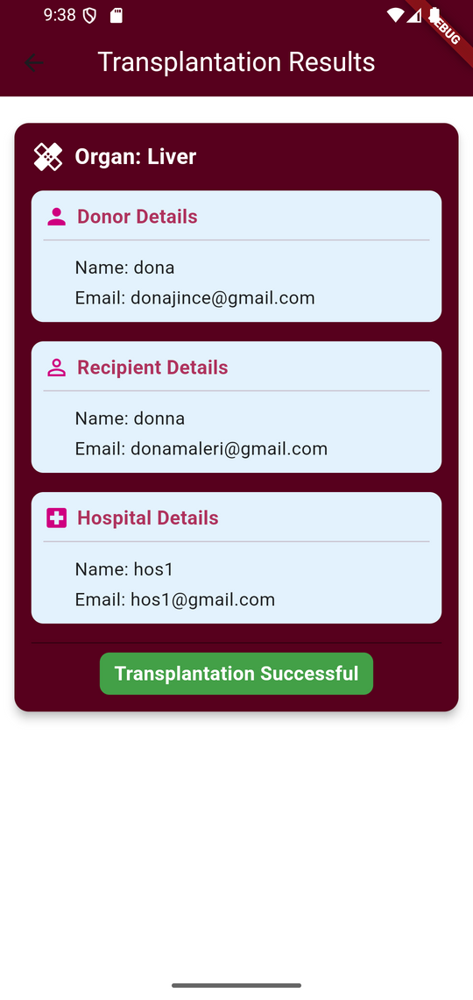 9:38
DEBUG
Transplantation Results
Organ: Liver
Donor Details
Name: dona
Email: donajince@gmail.com
Recipient Details
Name: donna
Email: donamaleri@gmail.com
Hospital Details
Name: hos1
Email: hos1@gmail.com
Transplantation Successful